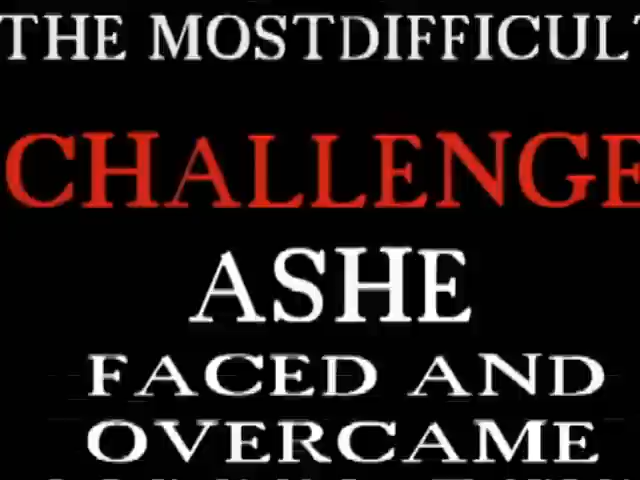 THE MOSTDIFFICULT
CHALLENGE
ASHE
FACED AND
OVERCAME